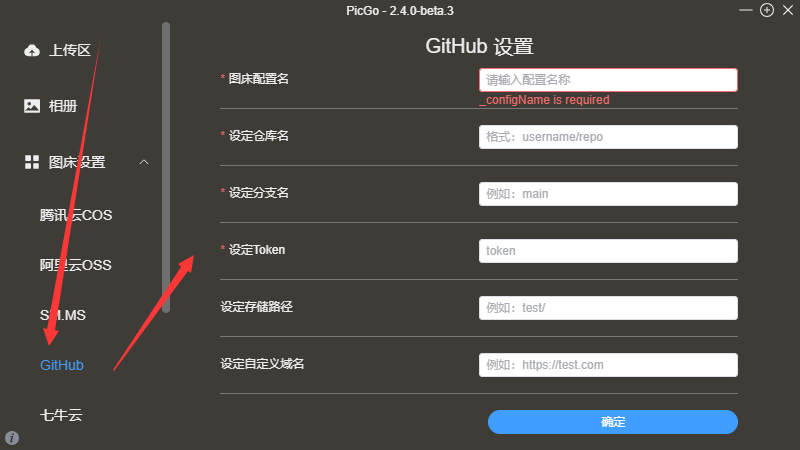 PicGo - 2.4.0-beta.3
上传区
相册
图床设置
腾讯云COS
阿里云OSS
SM.MS
GitHub
七牛云
GitHub 设置
* 图床配置名
请输入配置名称
_configName is required
* 设定仓库名
格式：username/repo
* 设定分支名
例如：main
* 设定Token
token
设定存储路径
例如：test/
设定自定义域名
例如：https://test.com
确定